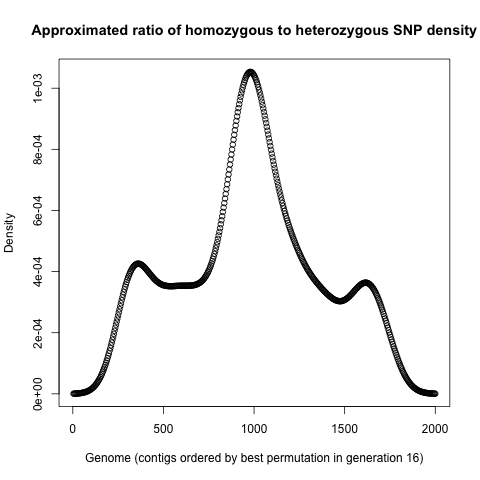 Approximated ratio of homozygous to heterozygous SNP density
1e-03
8e-04
6e-04
4e-04
2e-04
0e+00
Density
0 500 1000 1500 2000
Genome (contigs ordered by best permutation in generation 16)